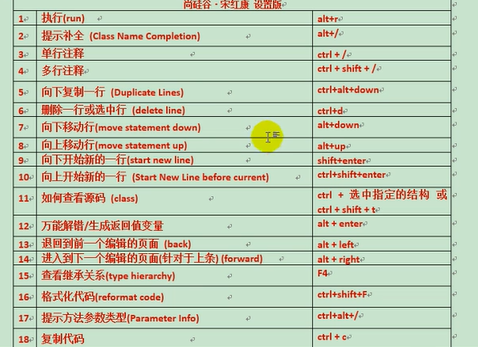 尚硅谷·宋红康 设置版
1 执行(run) alt+r
2 提示补全 (Class Name Completion) alt+/
3 单行注释 ctrl + /
4 多行注释 ctrl + shift + /
5 向下复制一行 (Duplicate Lines) ctrl+alt+down
6 删除一行或选中行 (delete line) ctrl+d
7 向下移动行(move statement down) alt+down
8 向上移动行(move statement up) alt+up
9 向下开始新的一行(start new line) shift+enter
10 向上开始新的一行 (Start New Line before current) ctrl+shift+enter
11 如何查看源码 (class) ctrl + 选中指定的结构 或
ctrl + shift + t
12 万能解错/生成返回值变量 alt + enter
13 退回到前一个编辑的页面 (back) alt + left
14 进入到下一个编辑的页面(针对于上条) (forward) alt + right
15 查看继承关系(type hierarchy) F4
16 格式化代码(reformat code) ctrl+shift+F
17 提示方法参数类型(Parameter Info) ctrl+alt+/
18 复制代码 ctrl + c